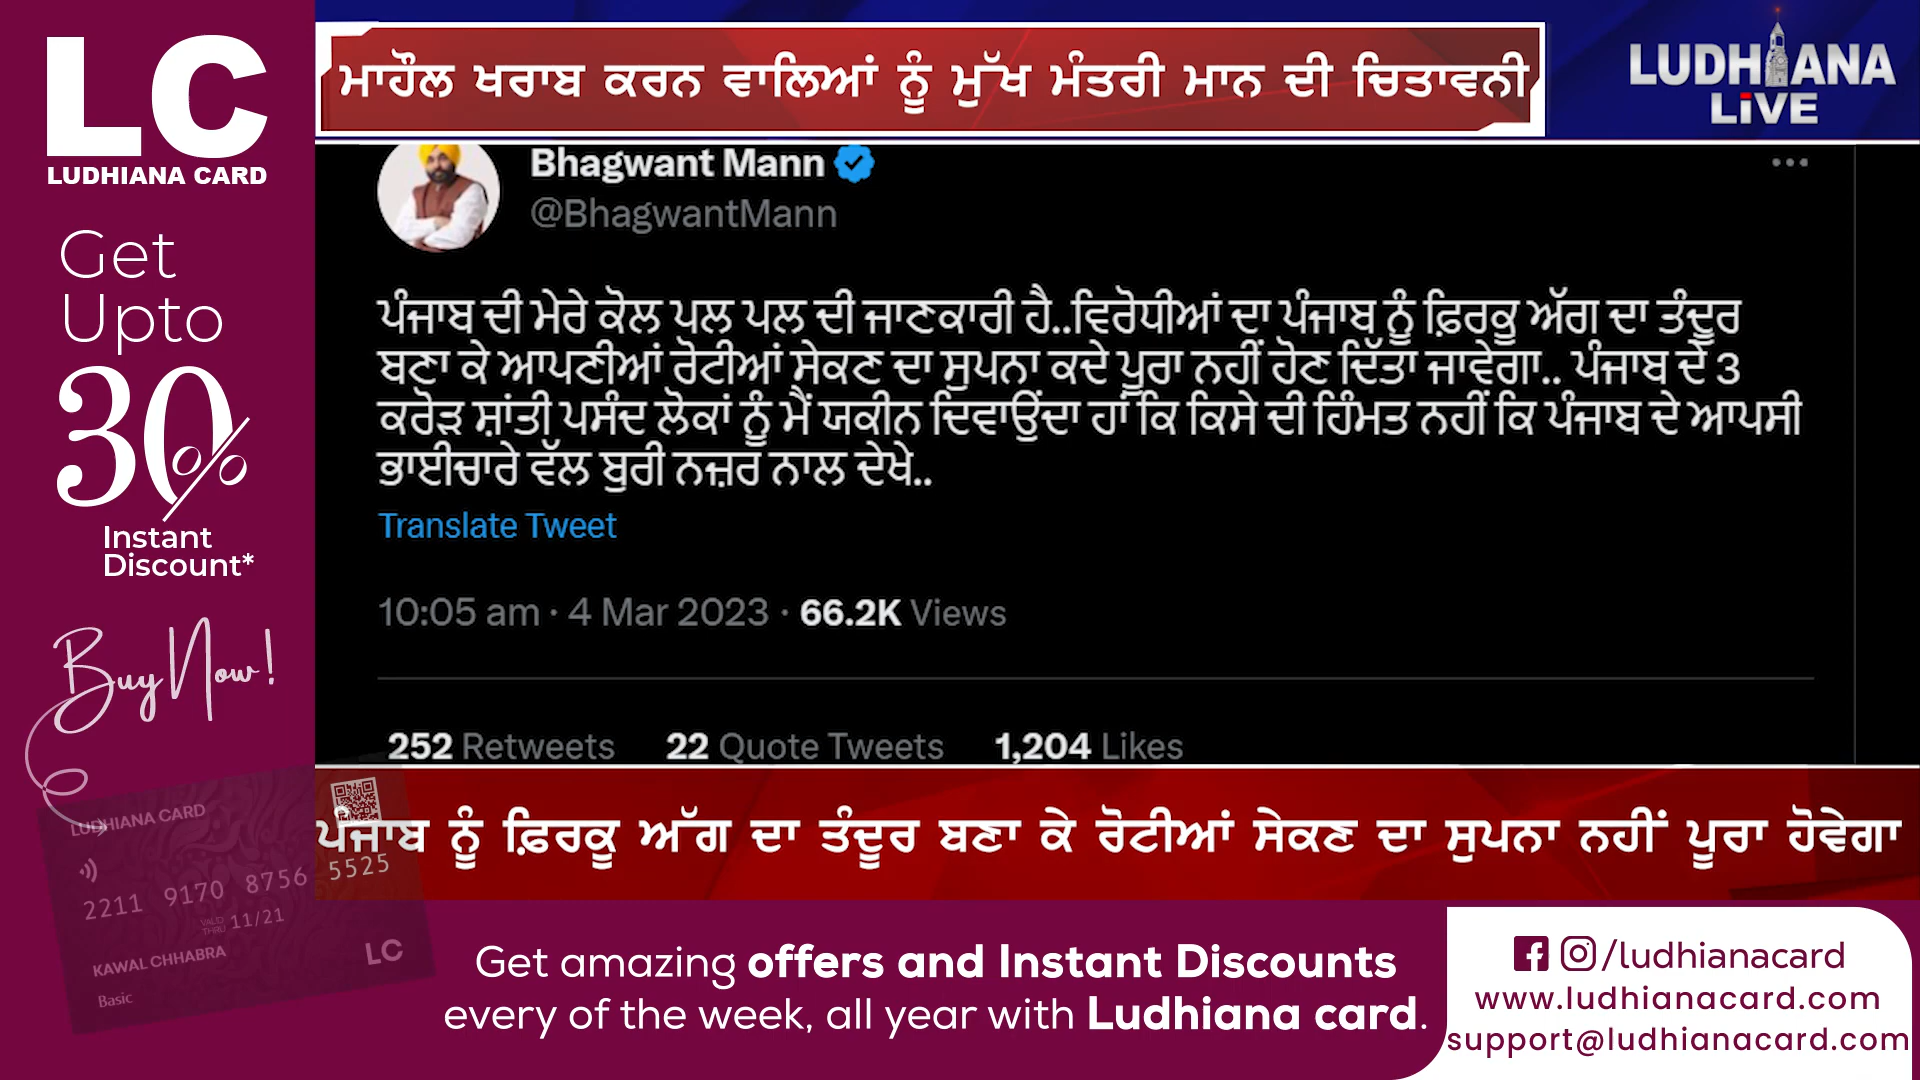 LC
LUDHIANA CARD
Get
Upto
30%
Instant
Discount*
Buy Now!
ਮਾਹੌਲ ਖਰਾਬ ਕਰਨ ਵਾਲਿਆਂ ਨੂੰ ਮੁੱਖ ਮੰਤਰੀ ਮਾਨ ਦੀ ਚਿਤਾਵਨੀ
LUDHIANA
LiVE
Bhagwant Mann
@BhagwantMann
ਪੰਜਾਬ ਦੀ ਮੇਰੇ ਕੋਲ ਪਲ ਪਲ ਦੀ ਜਾਣਕਾਰੀ ਹੈ..ਵਿਰੋਧੀਆਂ ਦਾ ਪੰਜਾਬ ਨੂੰ ਫ਼ਿਰਕੂ ਅੱਗ ਦਾ ਤੰਦੂਰ
ਬਣਾ ਕੇ ਆਪਣੀਆਂ ਰੋਟੀਆਂ ਸੇਕਣ ਦਾ ਸੁਪਨਾ ਕਦੇ ਪੂਰਾ ਨਹੀਂ ਹੋਣ ਦਿੱਤਾ ਜਾਵੇਗਾ.. ਪੰਜਾਬ ਦੇ 3
ਕਰੋੜ ਸ਼ਾਂਤੀ ਪਸੰਦ ਲੋਕਾਂ ਨੂੰ ਮੈਂ ਯਕੀਨ ਦਿਵਾਉਂਦਾ ਹਾਂ ਕਿ ਕਿਸੇ ਦੀ ਹਿੰਮਤ ਨਹੀਂ ਕਿ ਪੰਜਾਬ ਦੇ ਆਪਸੀ
ਭਾਈਚਾਰੇ ਵੱਲ ਬੁਰੀ ਨਜ਼ਰ ਨਾਲ ਦੇਖੇ..
Translate Tweet
10:05 am · 4 Mar 2023 · 66.2K Views
252 Retweets 22 Quote Tweets 1,204 Likes
ਪੰਜਾਬ ਨੂੰ ਫ਼ਿਰਕੂ ਅੱਗ ਦਾ ਤੰਦੂਰ ਬਣਾ ਕੇ ਰੋਟੀਆਂ ਸੇਕਣ ਦਾ ਸੁਪਨਾ ਨਹੀਂ ਪੂਰਾ ਹੋਵੇਗਾ
LUDHIANA CARD
2211 9170 8756 5525
VALID THRU 11/21
KAWAL CHHABRA
LC
Basic
Get amazing offers and Instant Discounts
every of the week, all year with Ludhiana card.
/ludhianacard
www.ludhianacard.com
support@ludhianacard.com